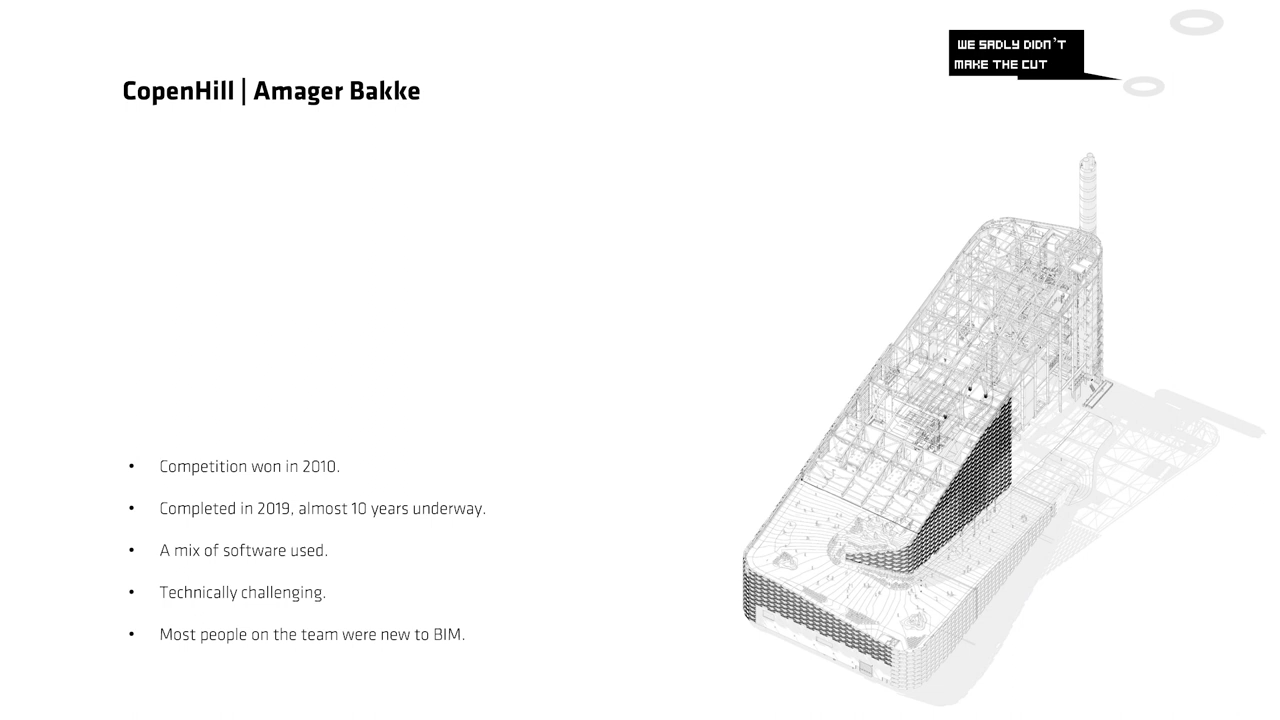 WE SADLY DIDN'T
MAKE THE CUT
CopenHill | Amager Bakke
• Competition won in 2010.
• Completed in 2019, almost 10 years underway.
• A mix of software used.
• Technically challenging.
• Most people on the team were new to BIM.